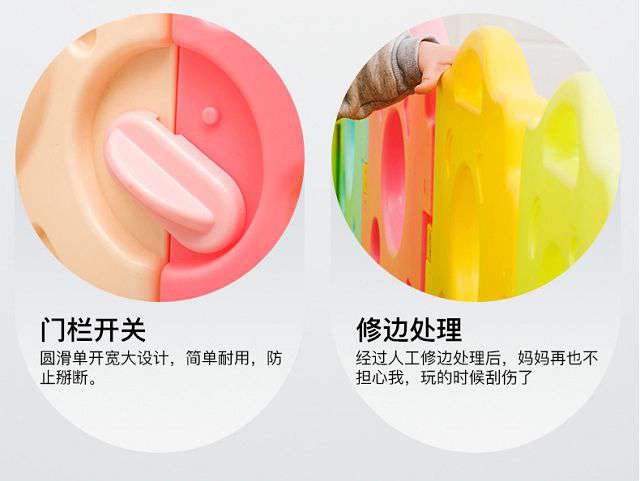 门栏开关
圆滑单开宽大设计，简单耐用，防
止掰断。
修边处理
经过人工修边处理后，妈妈再也不
担心我，玩的时候刮伤了